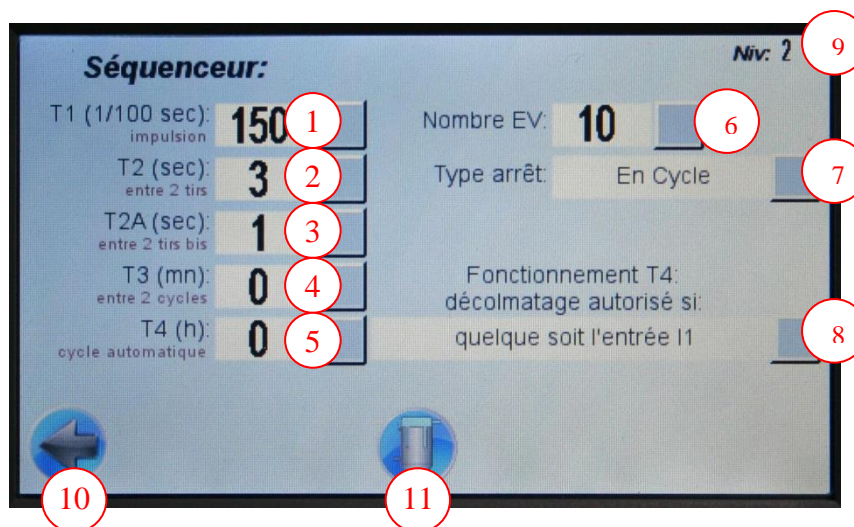 Séquenceur:
Niv: 2
9
T1 (1/100 sec):
impulsion
150
1
Nombre EV:
10
6
T2 (sec):
entre 2 tirs
3
2
Type arrêt:
En Cycle
7
T2A (sec):
entre 2 tirs bis
1
3
T3 (mn):
entre 2 cycles
0
4
Fonctionnement T4:
décolmatage autorisé si:
T4 (h):
cycle automatique
0
5
quelque soit l'entrée I1
8
10
11